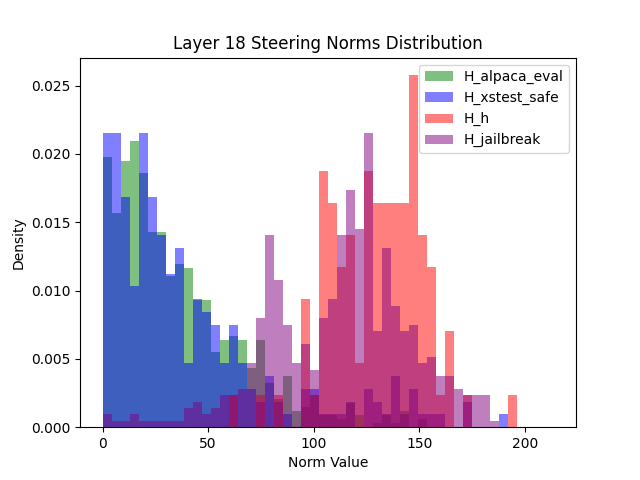 Layer 18 Steering Norms Distribution
H_alpaca_eval
H_xstest_safe
H_h
H_jailbreak
Density
0.025
0.020
0.015
0.010
0.005
0.000
0
50
100
150
200
Norm Value